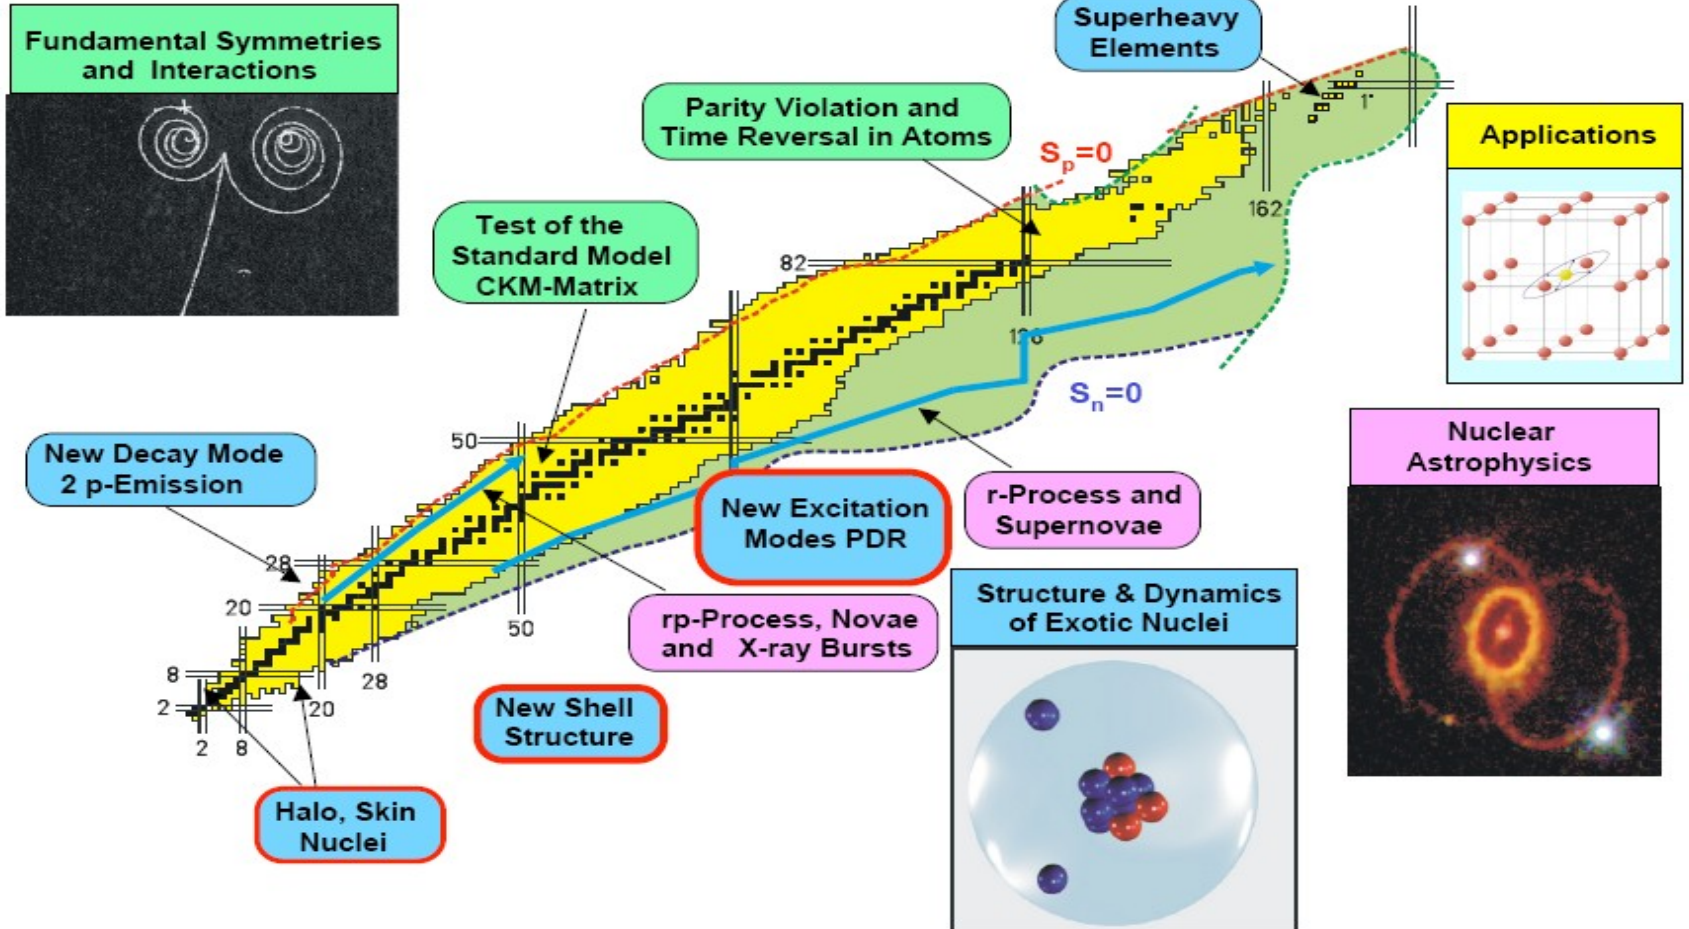 Fundamental Symmetries
and Interactions
Superheavy
Elements
Parity Violation and
Time Reversal in Atoms
Sp=0
Applications
Test of the
Standard Model
CKM-Matrix
162
82
126
Sn=0
50
New Decay Mode
2 p-Emission
Nuclear
Astrophysics
New Excitation
Modes PDR
r-Process and
Supernovae
28
20
50
rp-Process, Novae
and X-ray Bursts
Structure & Dynamics
of Exotic Nuclei
8
28
2
20
2
8
New Shell
Structure
Halo, Skin
Nuclei